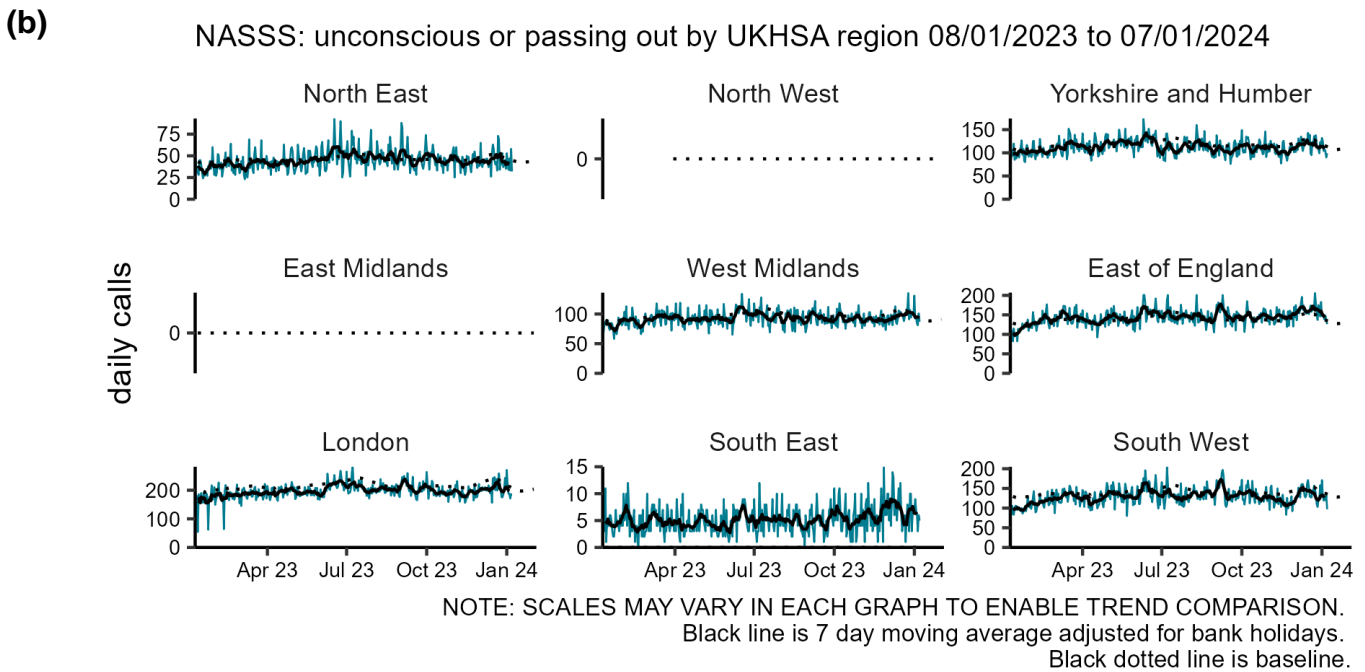 (b)
NASSS: unconscious or passing out by UKHSA region 08/01/2023 to 07/01/2024
North East
North West
Yorkshire and Humber
75
50
25
0
0
150
100
50
0
daily calls
East Midlands
West Midlands
East of England
0
100
50
0
200
150
100
50
0
London
South East
South West
200
100
0
15
10
5
0
200
150
100
50
0
Apr 23 Jul 23 Oct 23 Jan 24
Apr 23 Jul 23 Oct 23 Jan 24
Apr 23 Jul 23 Oct 23 Jan 24
NOTE: SCALES MAY VARY IN EACH GRAPH TO ENABLE TREND COMPARISON.
Black line is 7 day moving average adjusted for bank holidays.
Black dotted line is baseline.